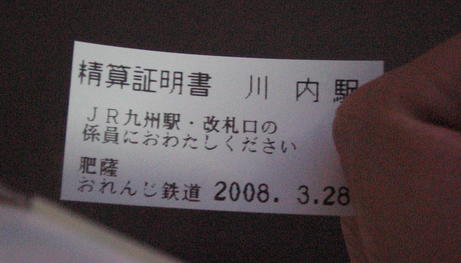 精算証明書 川内駅
JR九州駅・改札口の
係員におわたしください
肥薩
おれんじ鉄道 2008. 3.28